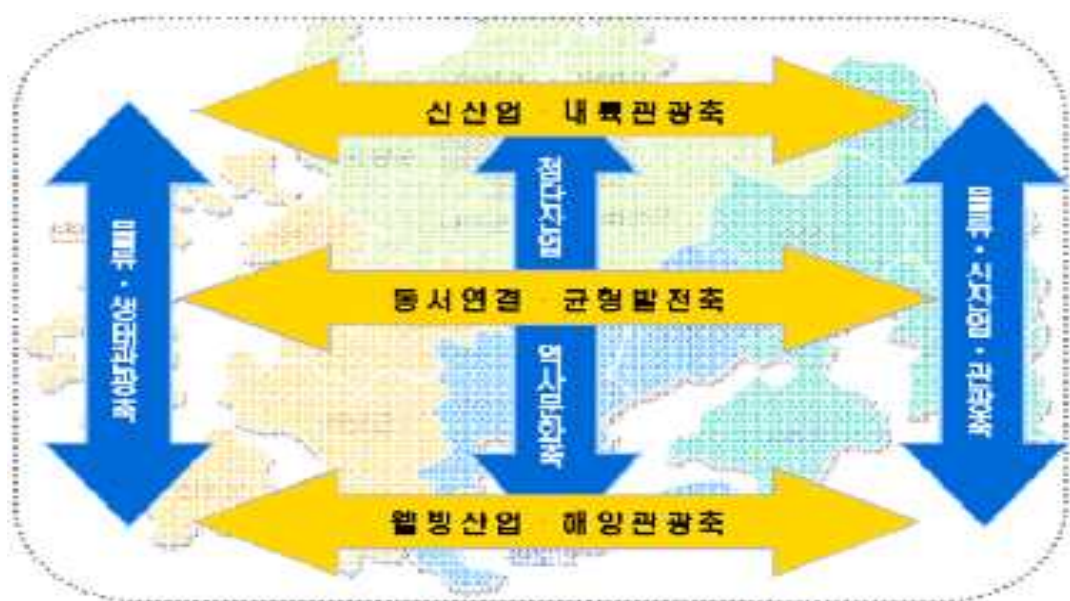 신산업 · 내륙관광축
첨단산업
물류 · 생태관광축
물류 · 신산업 · 관광축
동서연결 · 균형발전축
역사문화축
웰빙산업 · 해양관광축